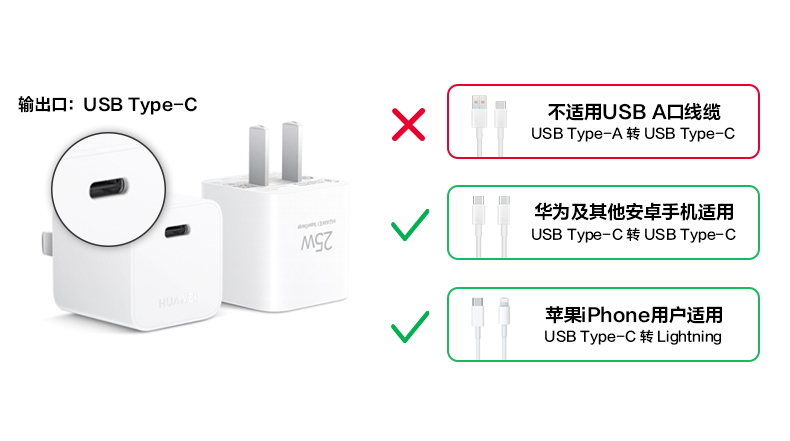 输出口：USB Type-C
HUAWEI
25W
不适用USB A口线缆
USB Type-A 转 USB Type-C
华为及其他安卓手机适用
USB Type-C 转 USB Type-C
苹果iPhone用户适用
USB Type-C 转 Lightning